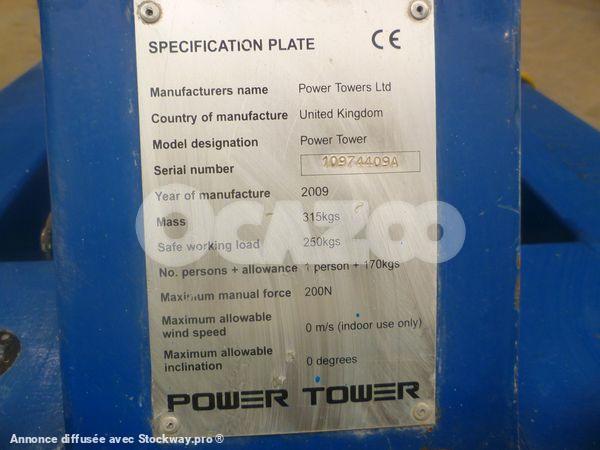 SPECIFICATION PLATE CE
Manufacturers name Power Towers Ltd
Country of manufacture United Kingdom
Model designation Power Tower
Serial number 10974409A
Year of manufacture 2009
Mass 315kgs
OCAZOO
Safe working load 250kgs
No. persons + allowance 1 person + 170kgs
Maximum manual force 200N
Maximum allowable
wind speed 0 m/s (indoor use only)
Maximum allowable
inclination 0 degrees
POWER TOWER
Annonce diffusée avec Stockway.pro®